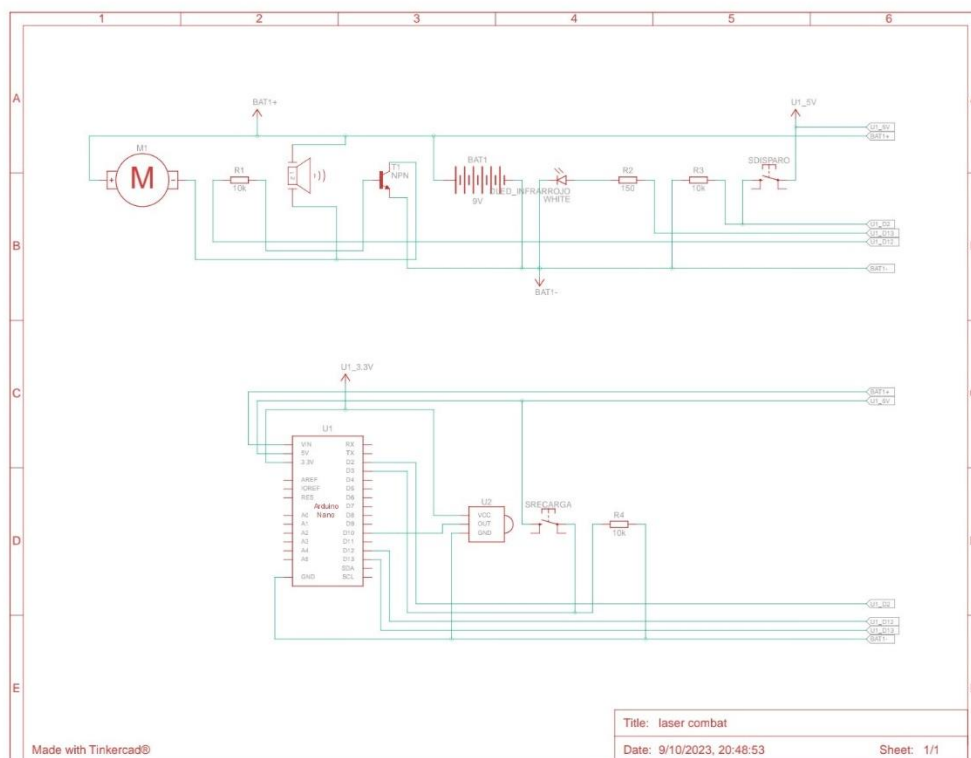 1 2 3 4 5 6
A
BAT1+
U1_5V
U1_5V
BAT1+
M1
M
R1
10k
T1
NPN
BAT1
9V
DLED_INFRARROJO
WHITE
R2
150
R3
10k
SDISPARO
B
U1_D2
U1_D13
U1_D12
BAT1-
BAT1-
C
U1_3.3V
BAT1+
U1_5V
U1
VIN RX
5V TX
3.3V D2
D3
AREF D4
IOREF D5
RES D6
D7
Arduino
Nano
A0 D8
A1 D9
A2 D10
A3 D11
A4 D12
A5 D13
SDA
GND SCL
D
U2
VCC
OUT
GND
SRECARGA
R4
10k
U1_D2
U1_D12
U1_D13
BAT1-
E
Title: laser combat
Made with Tinkercad®
Date: 9/10/2023, 20:48:53
Sheet: 1/1